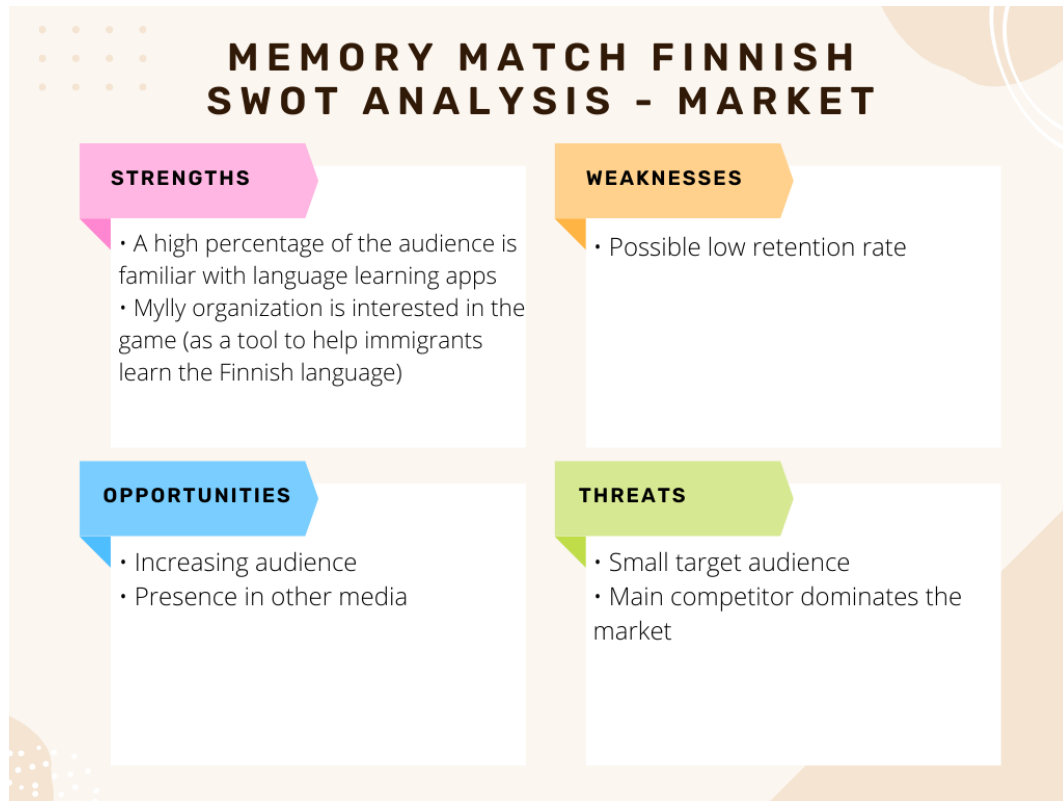 MEMORY MATCH FINNISH
SWOT ANALYSIS - MARKET
STRENGTHS
• A high percentage of the audience is
familiar with language learning apps
• Mylly organization is interested in the
game (as a tool to help immigrants
learn the Finnish language)
WEAKNESSES
• Possible low retention rate
OPPORTUNITIES
• Increasing audience
• Presence in other media
THREATS
• Small target audience
• Main competitor dominates the
market